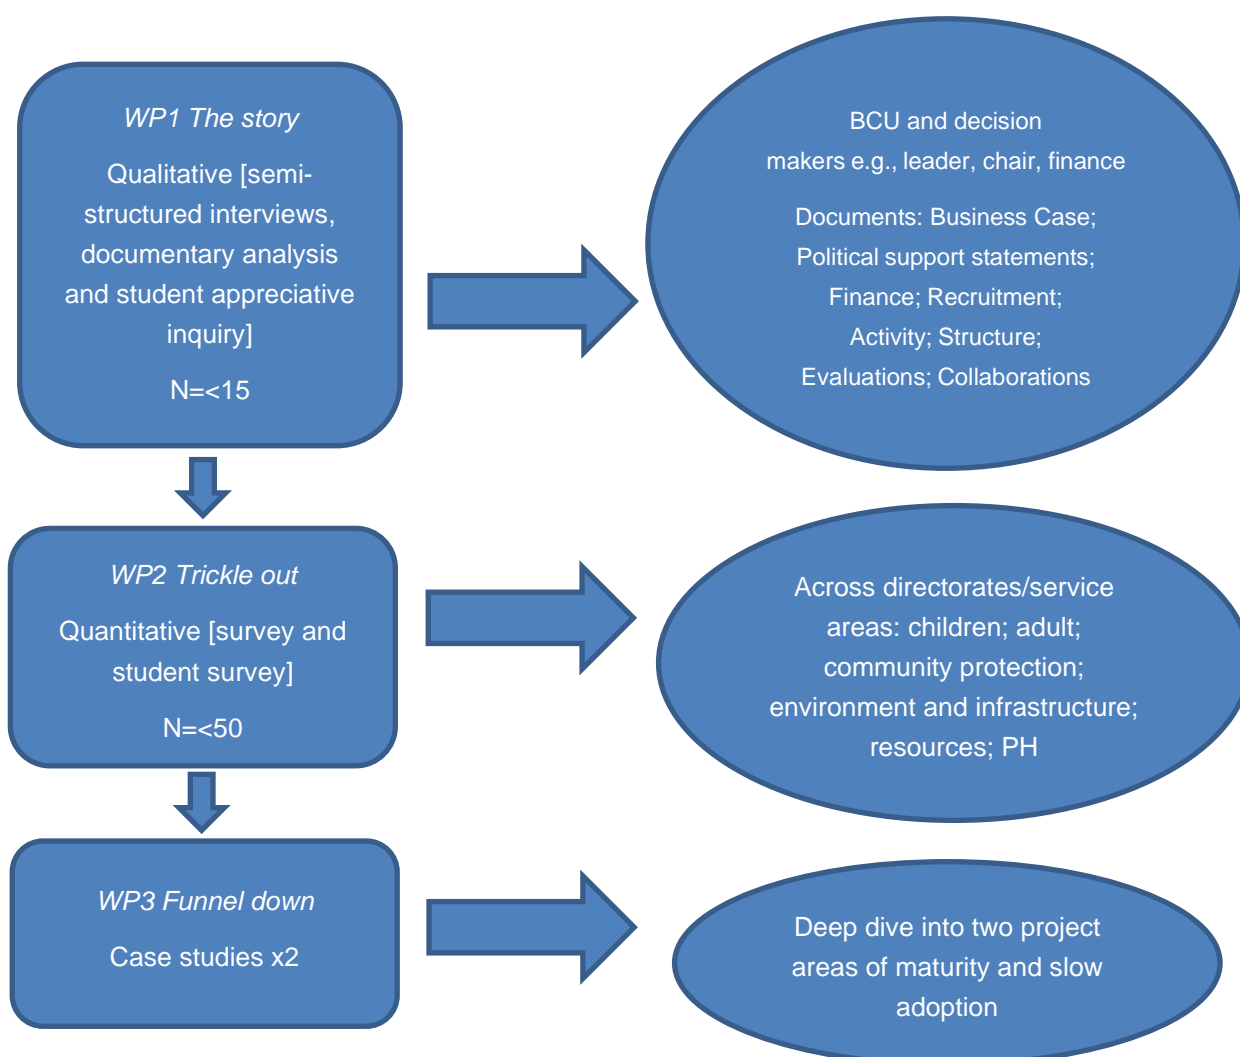 WP1 The story
Qualitative [semi-
structured interviews,
documentary analysis
and student appreciative
inquiry]
N=<15
BCU and decision
makers e.g., leader, chair, finance
Documents: Business Case;
Political support statements;
Finance; Recruitment;
Activity; Structure;
Evaluations; Collaborations
WP2 Trickle out
Quantitative [survey and
student survey]
N=<50
Across directorates/service
areas: children; adult;
community protection;
environment and infrastructure;
resources; PH
WP3 Funnel down
Case studies x2
Deep dive into two project
areas of maturity and slow
adoption